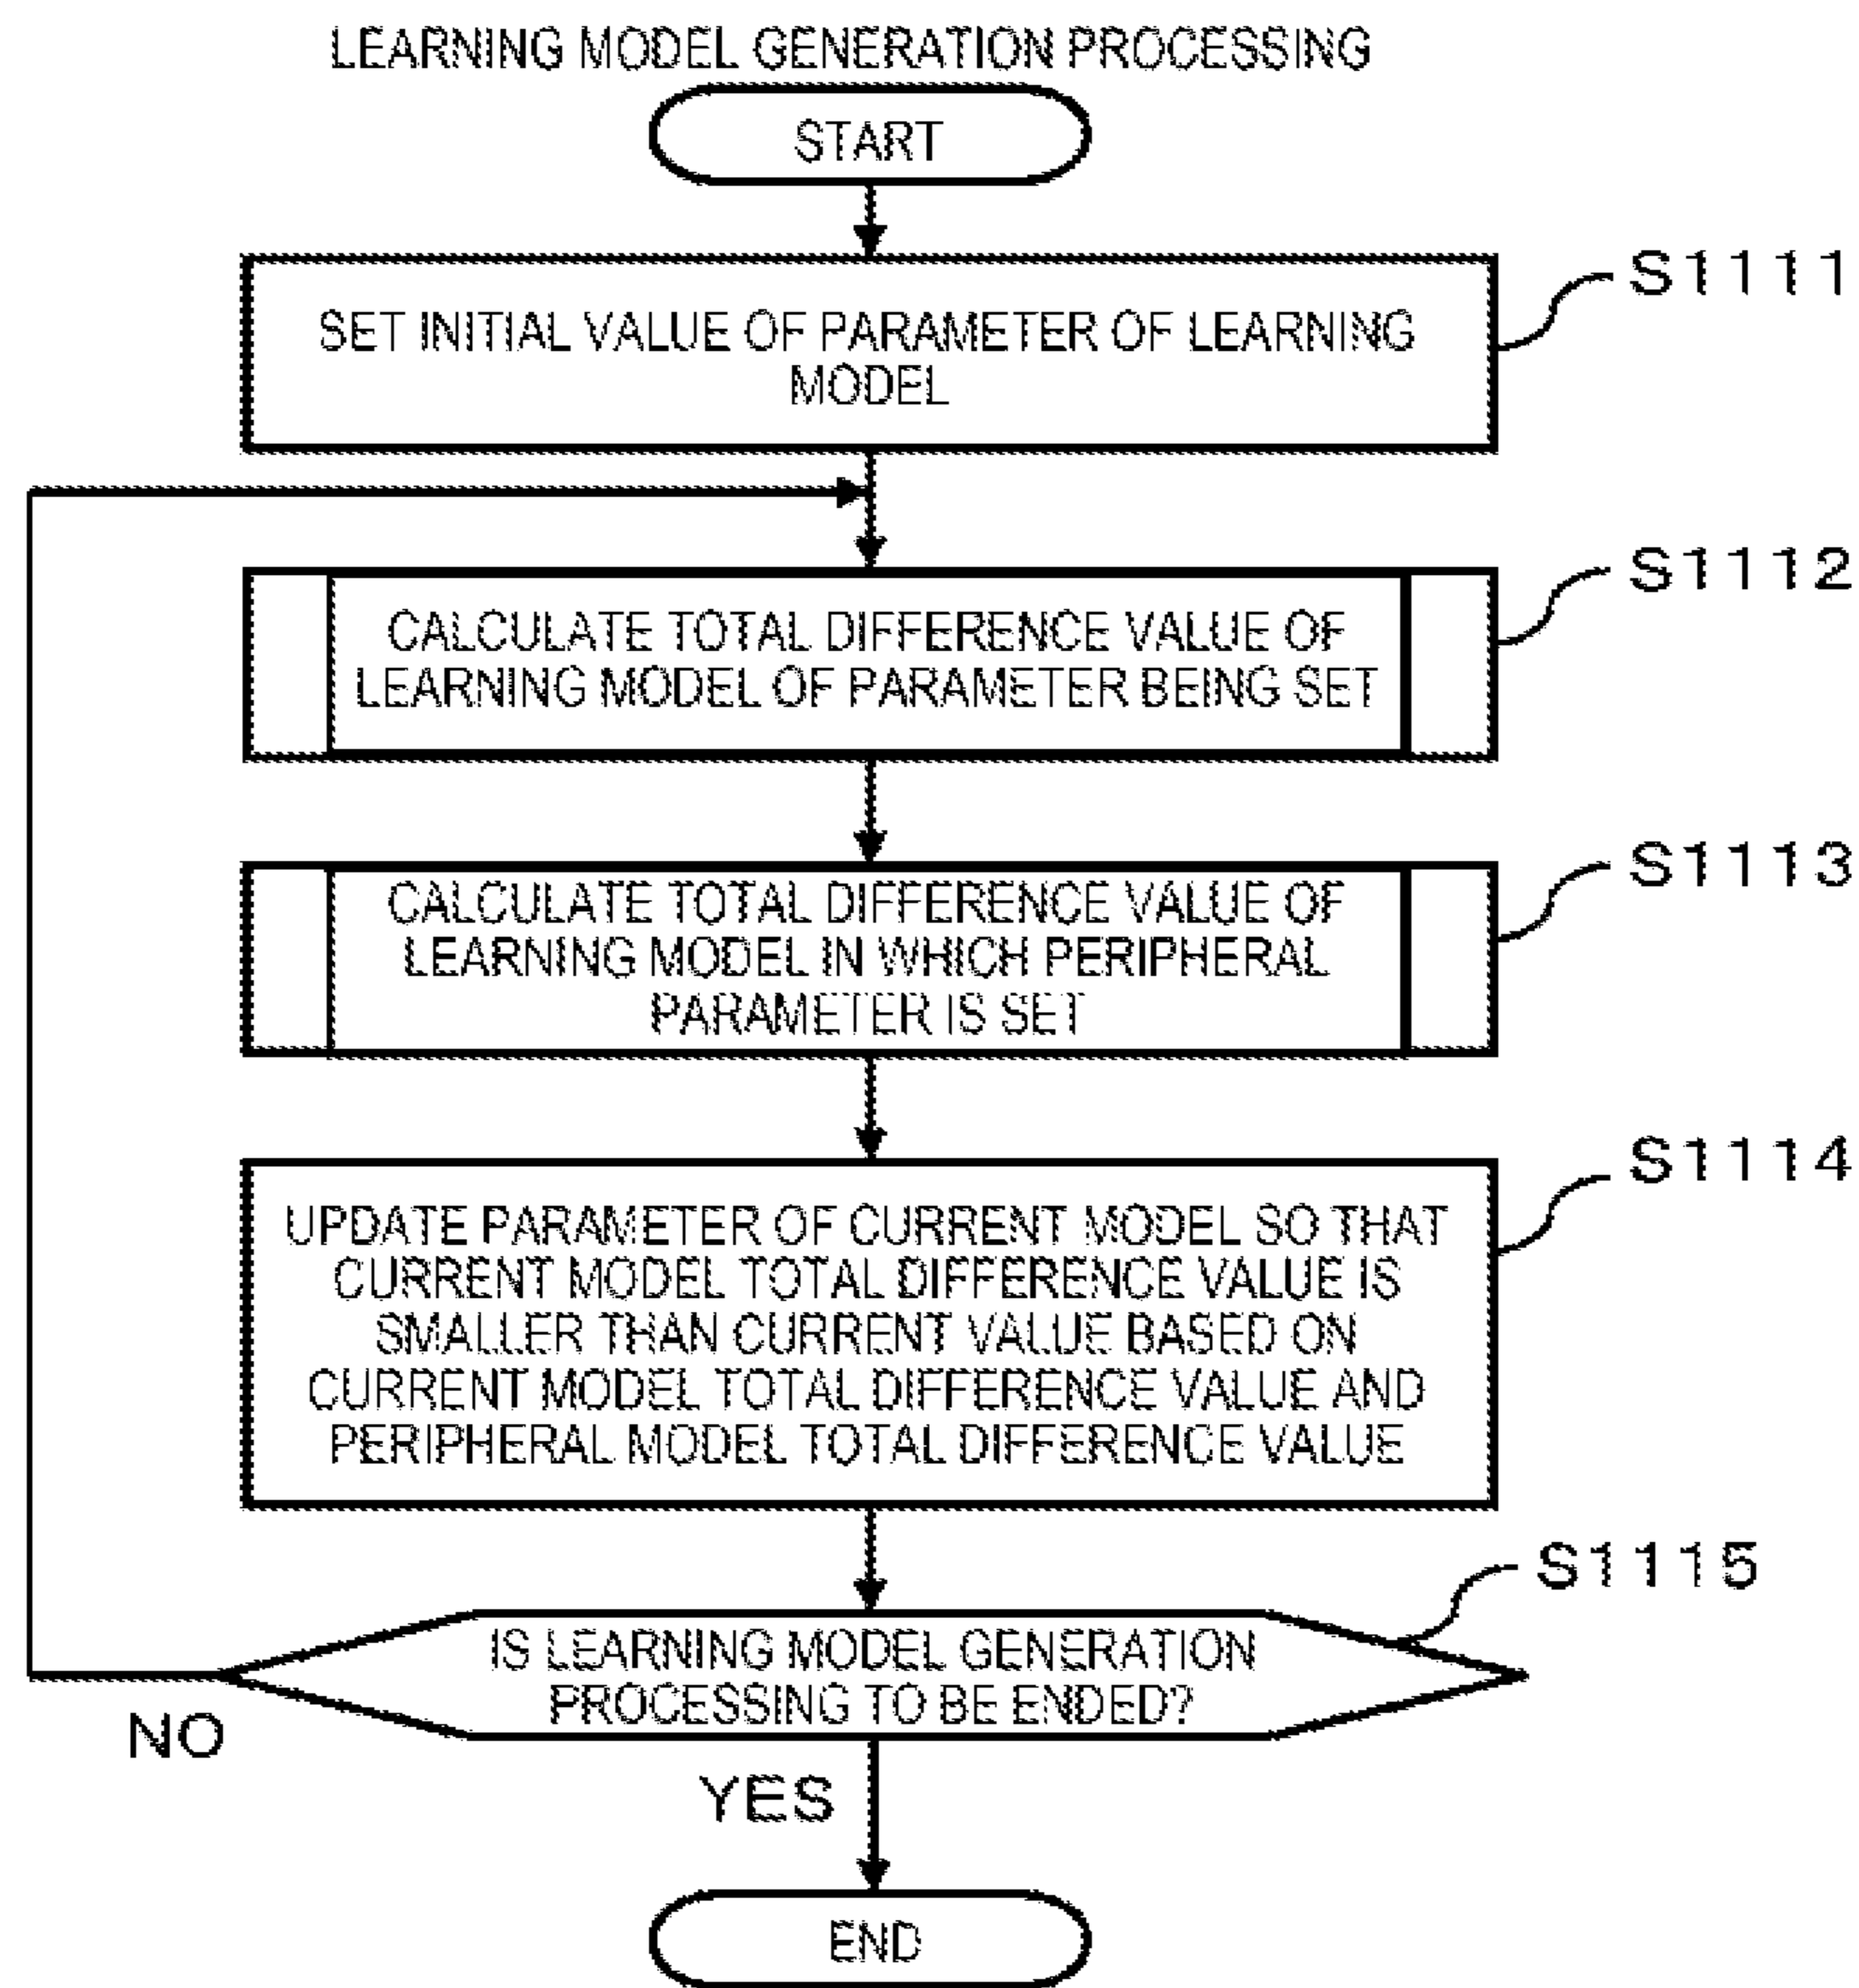 LEARNING MODEL GENERATION PROCESSING
START
SET INITIAL VALUE OF PARAMETER OF LEARNING
MODEL
S1111
CALCULATE TOTAL DIFFERENCE VALUE OF
LEARNING MODEL OF PARAMETER BEING SET
S1112
CALCULATE TOTAL DIFFERENCE VALUE OF
LEARNING MODEL IN WHICH PERIPHERAL
PARAMETER IS SET
S1113
UPDATE PARAMETER OF CURRENT MODEL SO THAT
CURRENT MODEL TOTAL DIFFERENCE VALUE IS
SMALLER THAN CURRENT VALUE BASED ON
CURRENT MODEL TOTAL DIFFERENCE VALUE AND
PERIPHERAL MODEL TOTAL DIFFERENCE VALUE
S1114
IS LEARNING MODEL GENERATION
PROCESSING TO BE ENDED?
S1115
NO
YES
END